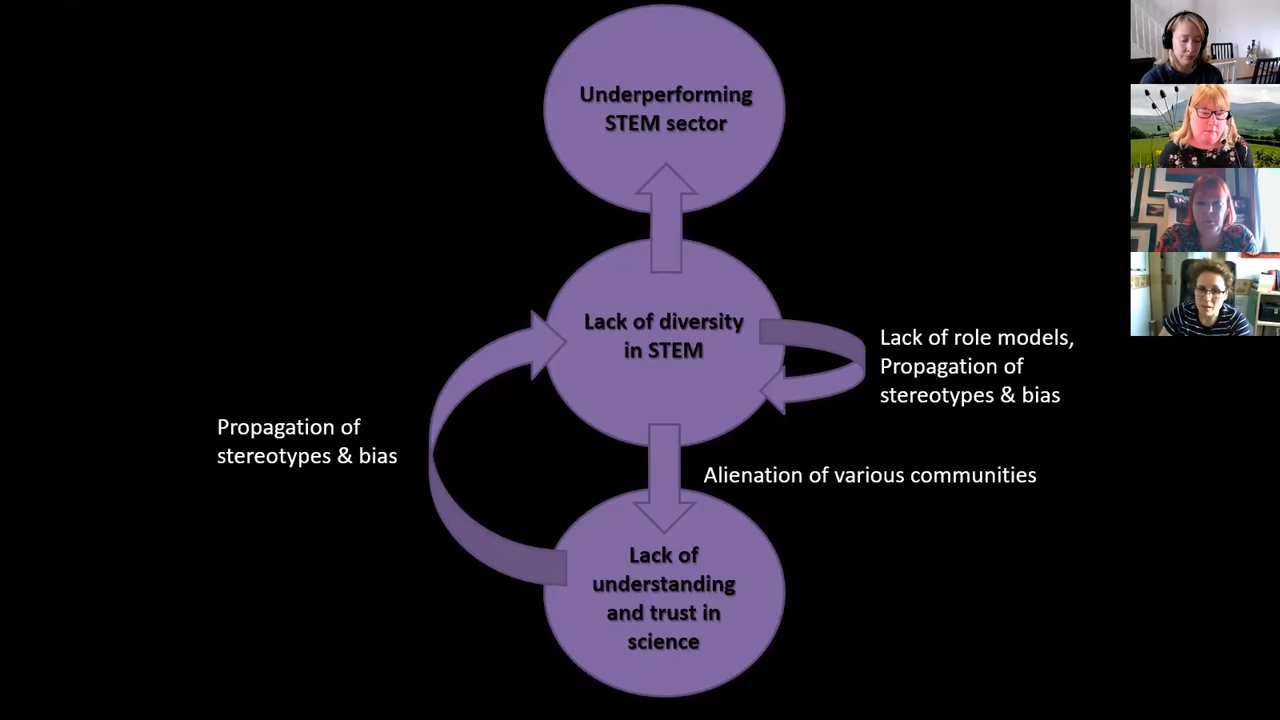 Underperforming
STEM sector
Lack of diversity
in STEM
Lack of role models,
Propagation of
stereotypes & bias
Propagation of
stereotypes & bias
Alienation of various communities
Lack of
understanding
and trust in
science